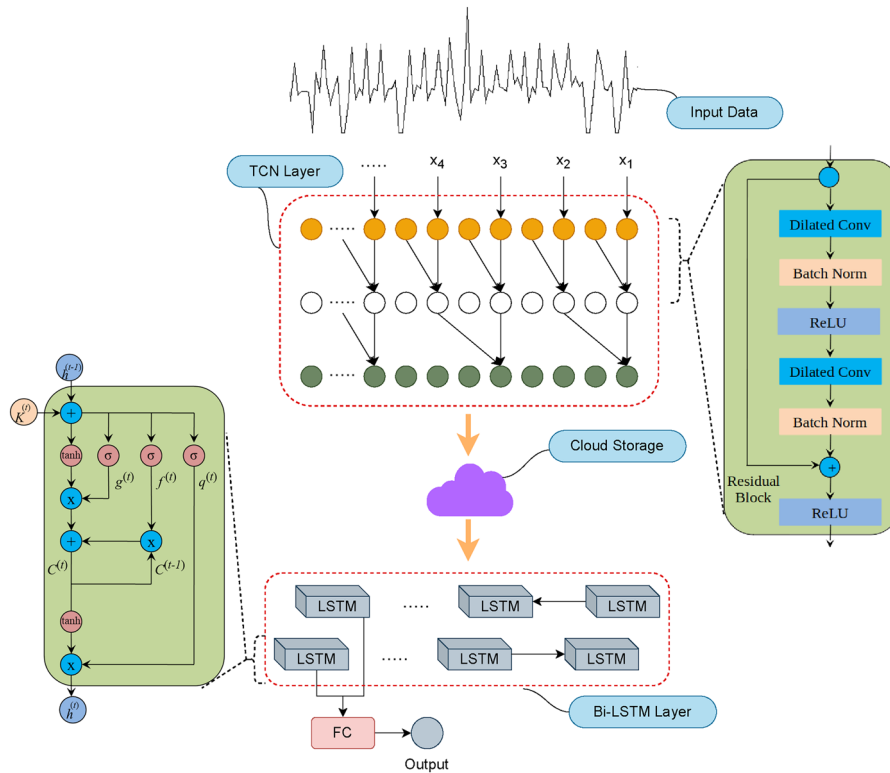 Input Data
TCN Layer
..... x4 x3 x2 x1
.....
.....
.....
Dilated Conv
Batch Norm
ReLU
Dilated Conv
Batch Norm
+
Residual
Block
ReLU
h(t-1)
K(t)
+
tanh σ σ σ
g(t) f(t) q(t)
x
+ x
C(t) C(t-1)
tanh
x
h(t)
Cloud Storage
LSTM ..... LSTM LSTM
LSTM ..... LSTM LSTM
Bi-LSTM Layer
FC
Output